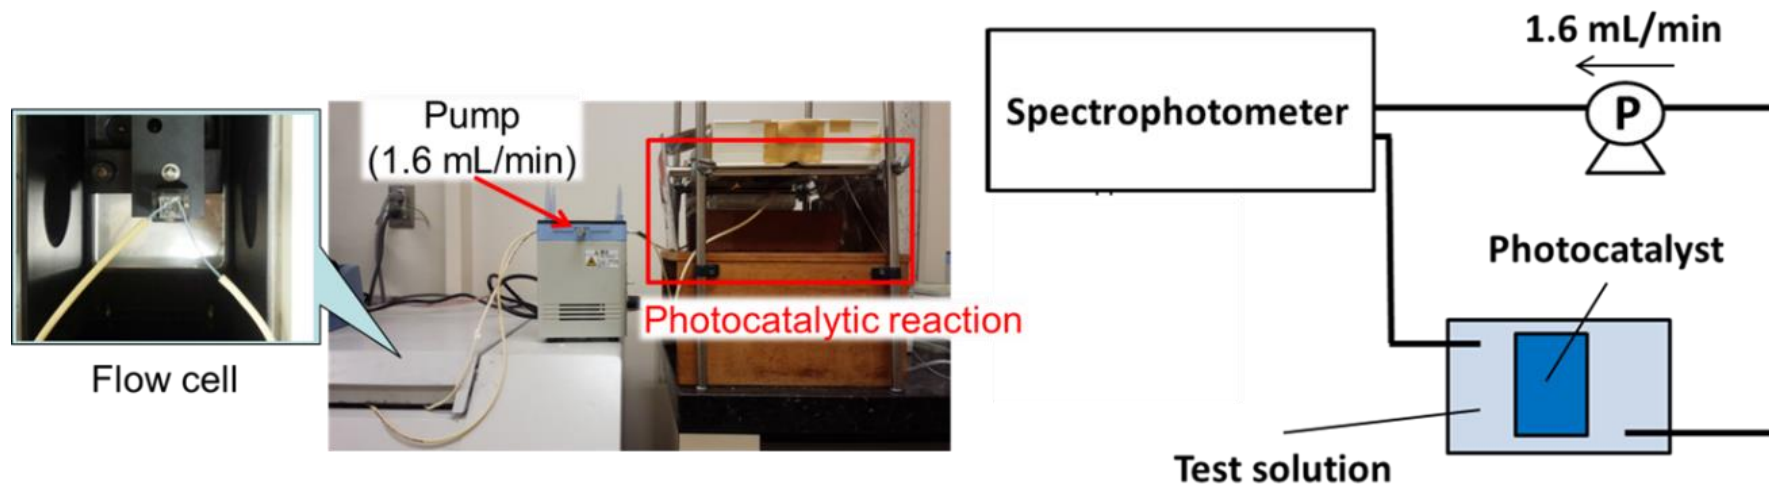 Pump
(1.6 mL/min)
Flow cell
Photocatalytic reaction
1.6 mL/min
Spectrophotometer
P
Photocatalyst
Test solution